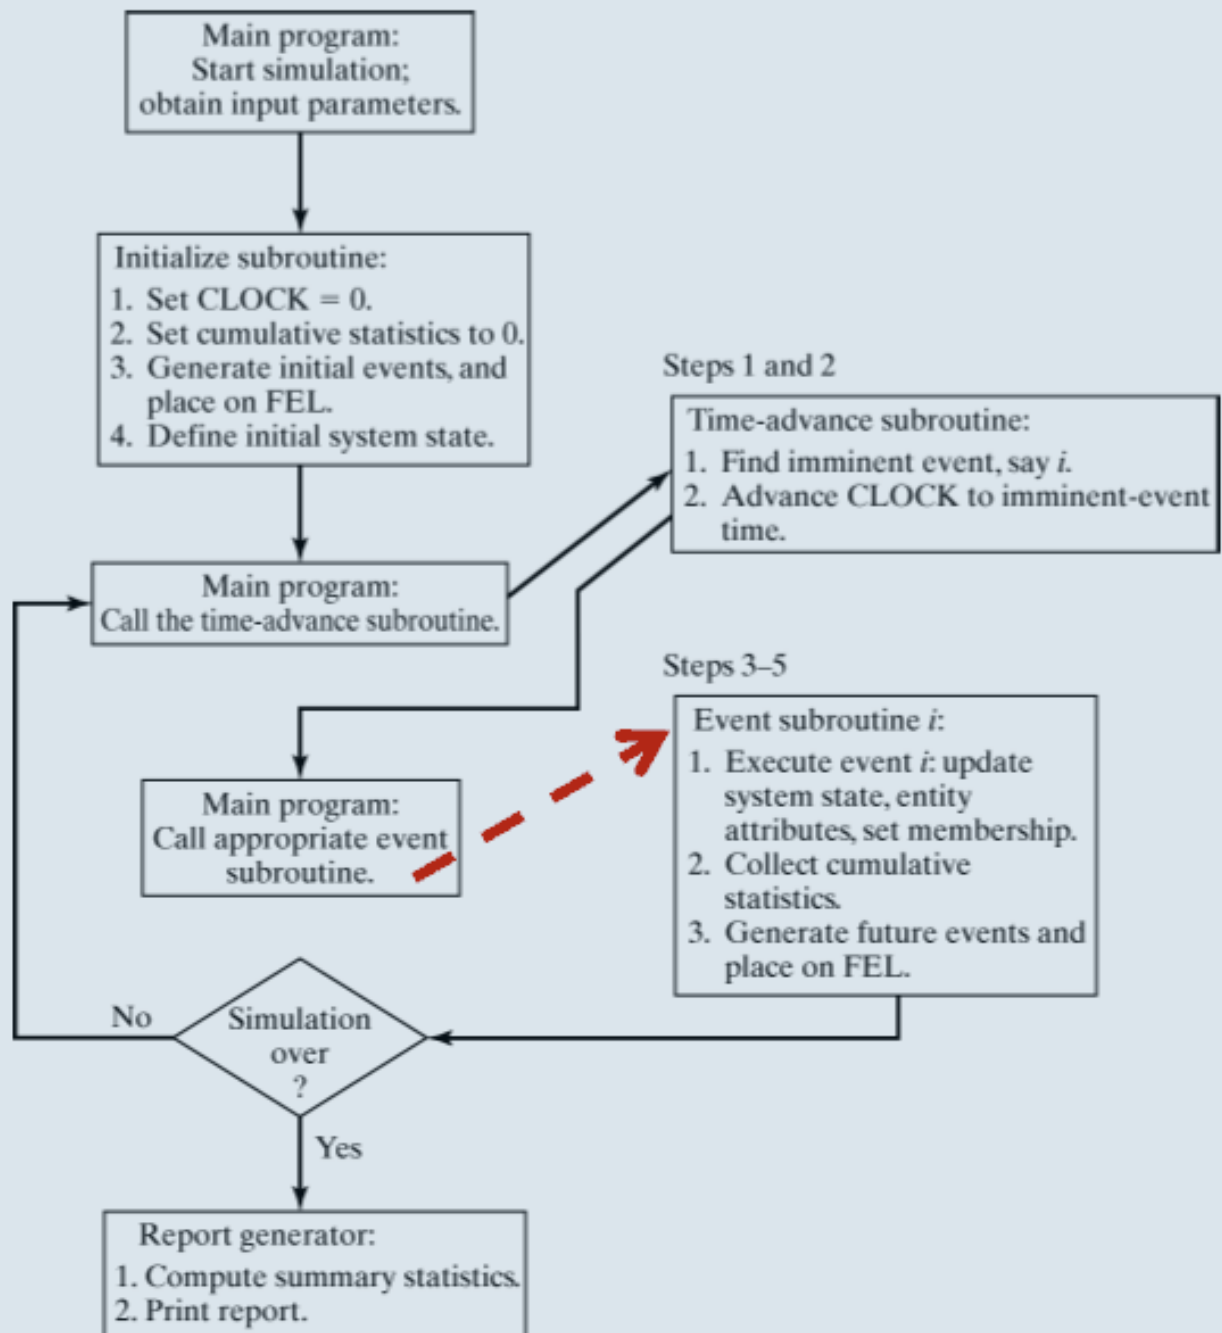 Main program:
Start simulation;
obtain input parameters.
Initialize subroutine:
1. Set CLOCK = 0.
2. Set cumulative statistics to 0.
3. Generate initial events, and
place on FEL.
4. Define initial system state.
Steps 1 and 2
Time-advance subroutine:
1. Find imminent event, say i.
2. Advance CLOCK to imminent-event
time.
Main program:
Call the time-advance subroutine.
Steps 3–5
Event subroutine i:
1. Execute event i: update
system state, entity
attributes, set membership.
2. Collect cumulative
statistics.
3. Generate future events and
place on FEL.
Main program:
Call appropriate event
subroutine.
No
Simulation
over
?
Yes
Report generator:
1. Compute summary statistics.
2. Print report.